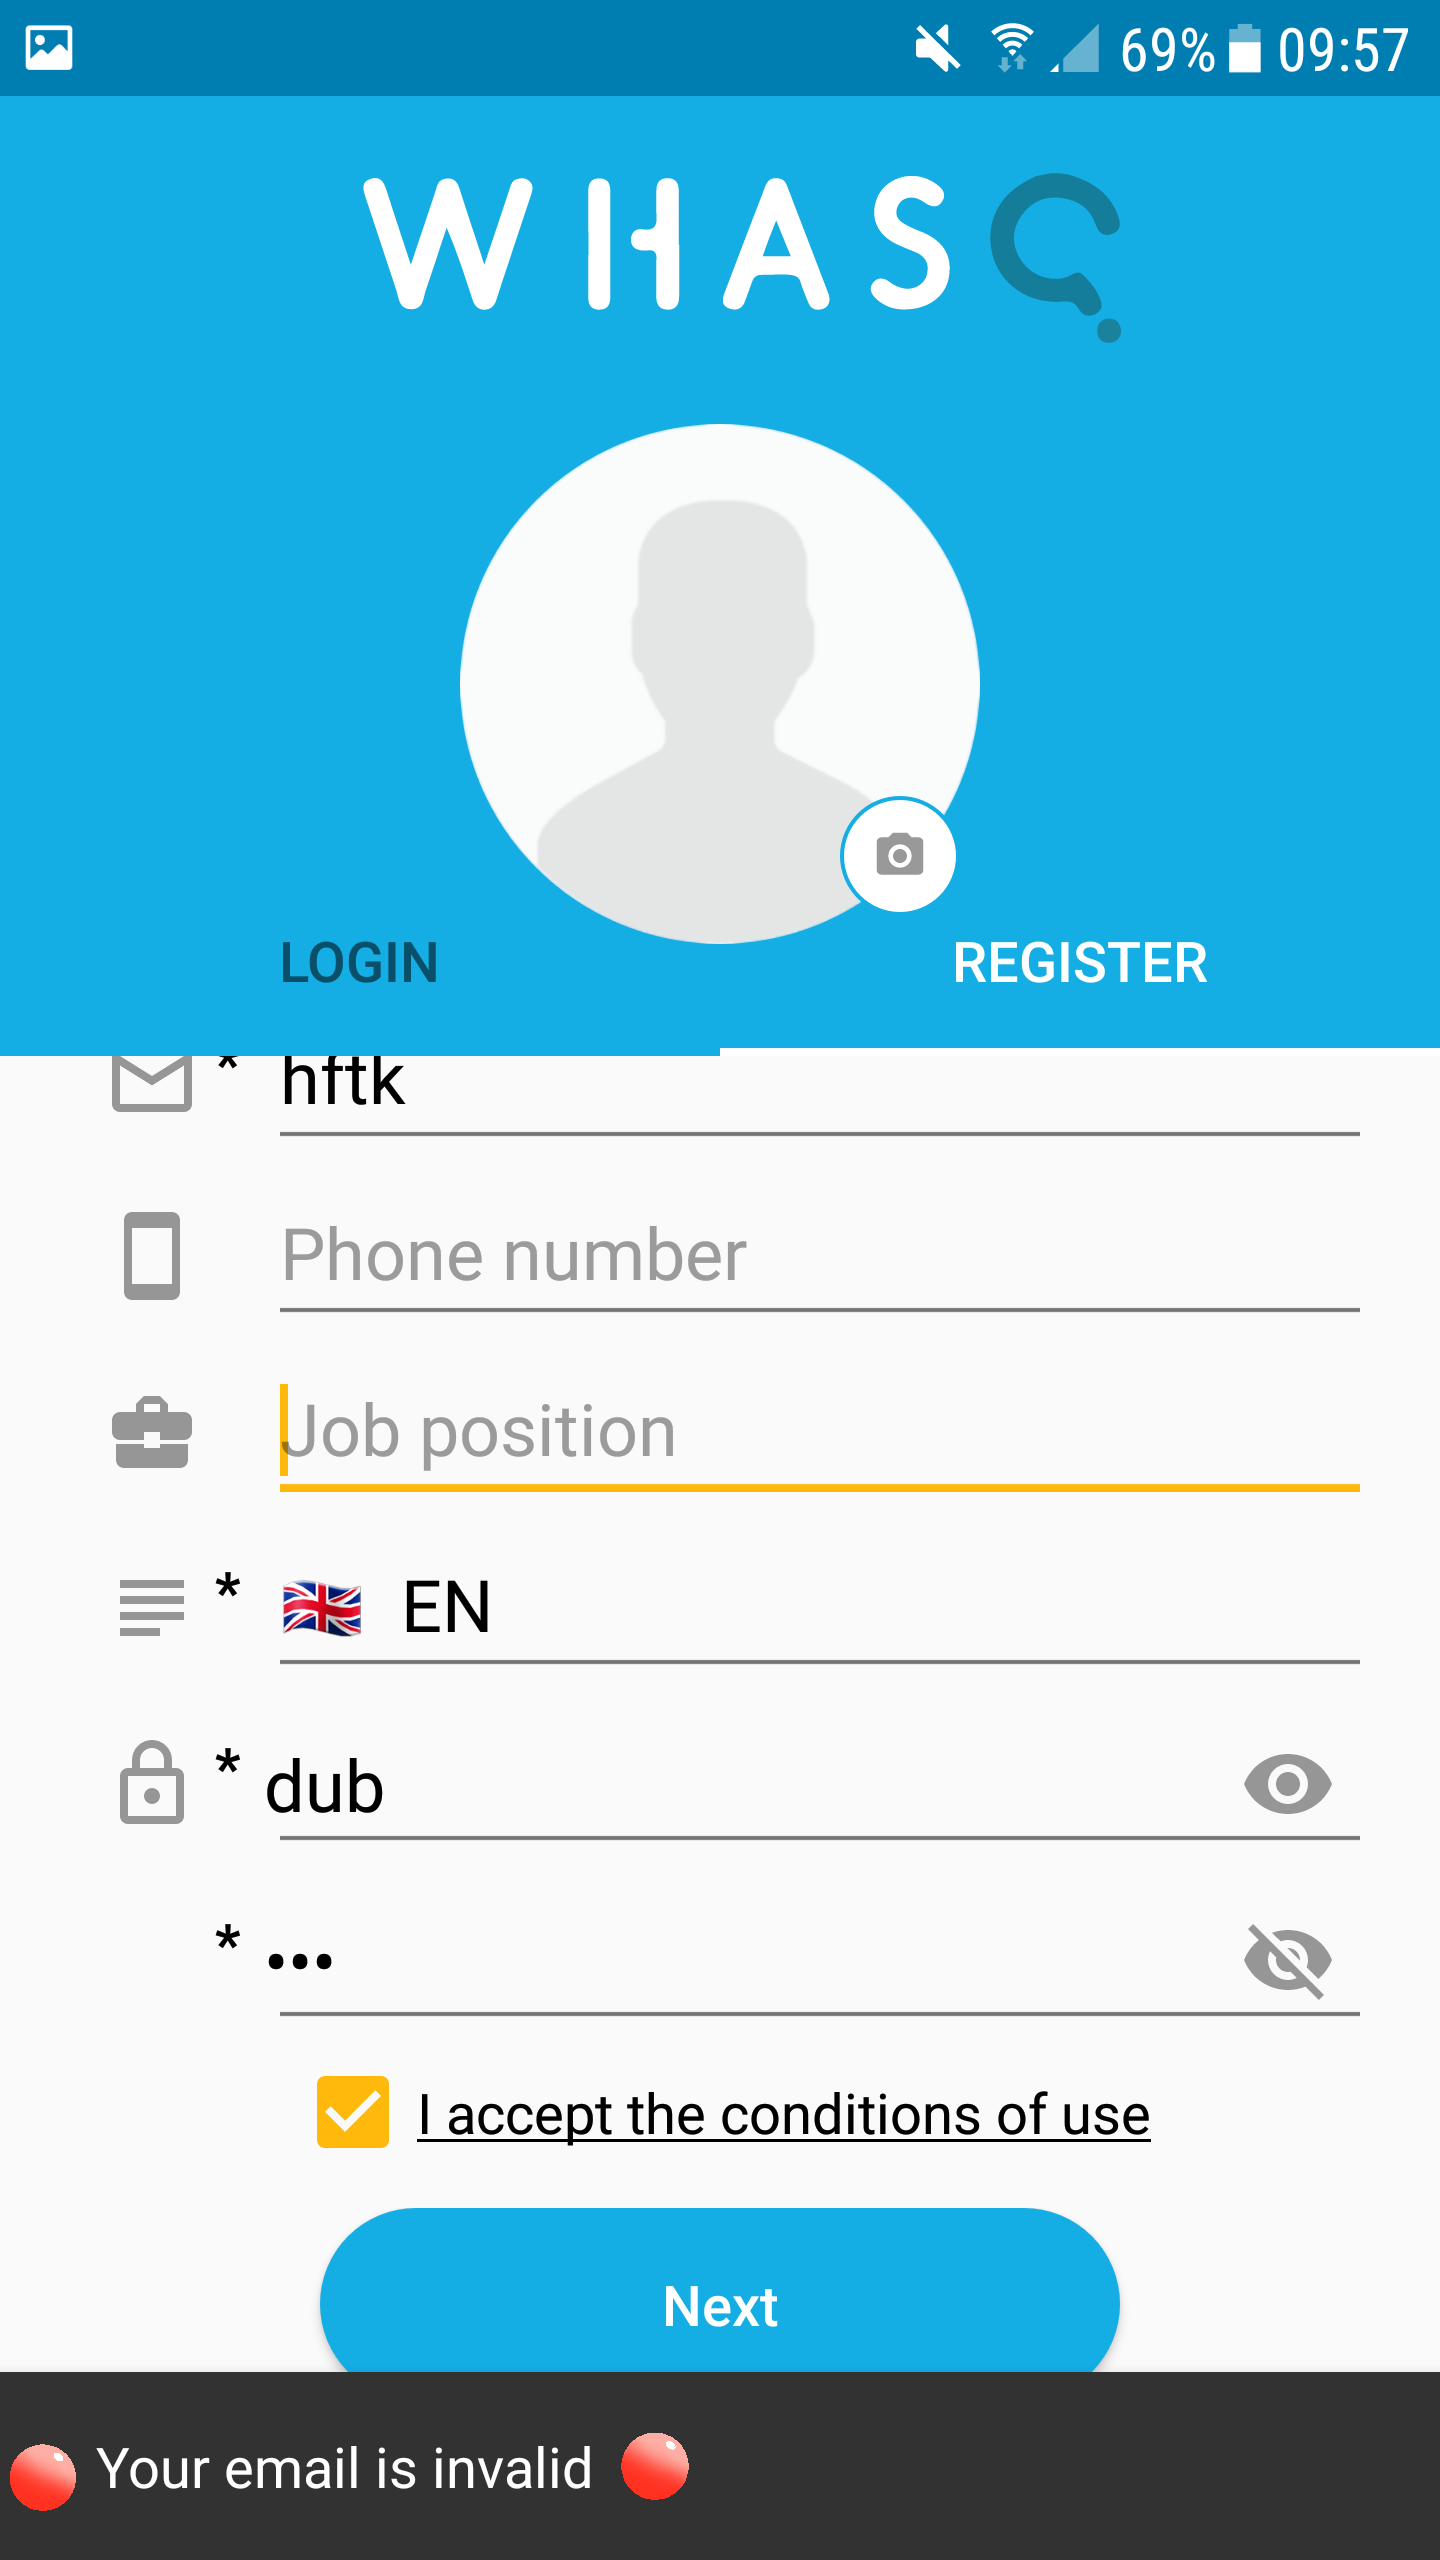 69% 09:57
WHAS?
LOGIN REGISTER
* hftk
Phone number
Job position
* 🇬🇧 EN
* dub
* •••
I accept the conditions of use
Next
Your email is invalid